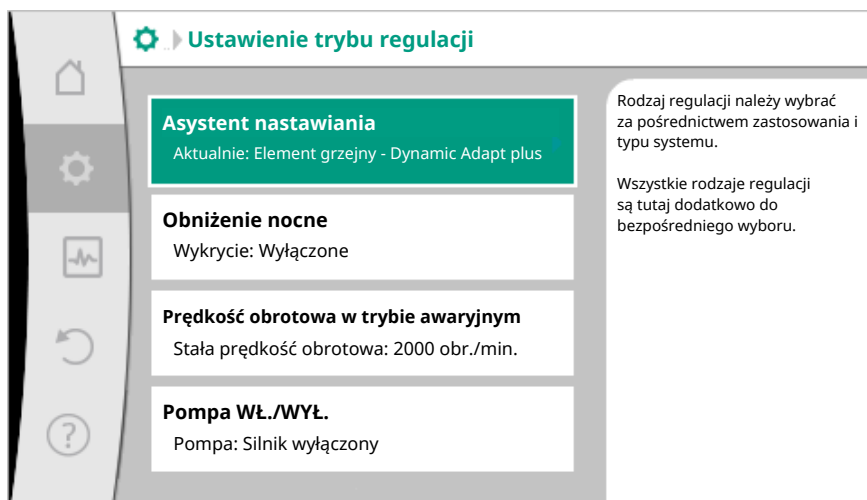 Ustawienie trybu regulacji
Asystent nastawiania
Aktualnie: Element grzejny - Dynamic Adapt plus
Obniżenie nocne
Wykrycie: Wyłączone
Prędkość obrotowa w trybie awaryjnym
Stała prędkość obrotowa: 2000 obr./min.
Pompa WŁ./WYŁ.
Pompa: Silnik wyłączony
Rodzaj regulacji należy wybrać
za pośrednictwem zastosowania i
typu systemu.
Wszystkie rodzaje regulacji
są tutaj dodatkowo do
bezpośredniego wyboru.